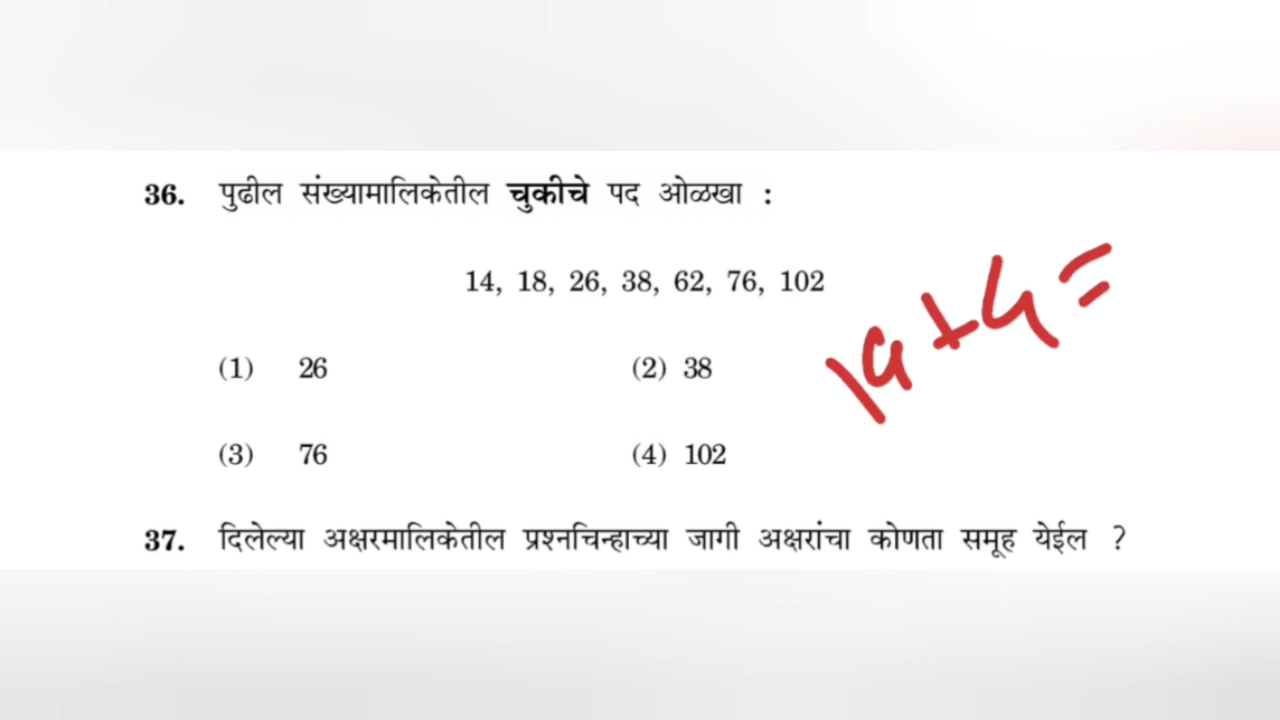 36. पुढील संख्यामालिकेतील चुकीचे पद ओळखा :
14, 18, 26, 38, 62, 76, 102
14+4=
(1) 26 (2) 38
(3) 76 (4) 102
37. दिलेल्या अक्षरमालिकेतील प्रश्नचिन्हाच्या जागी अक्षरांचा कोणता समूह येईल ?